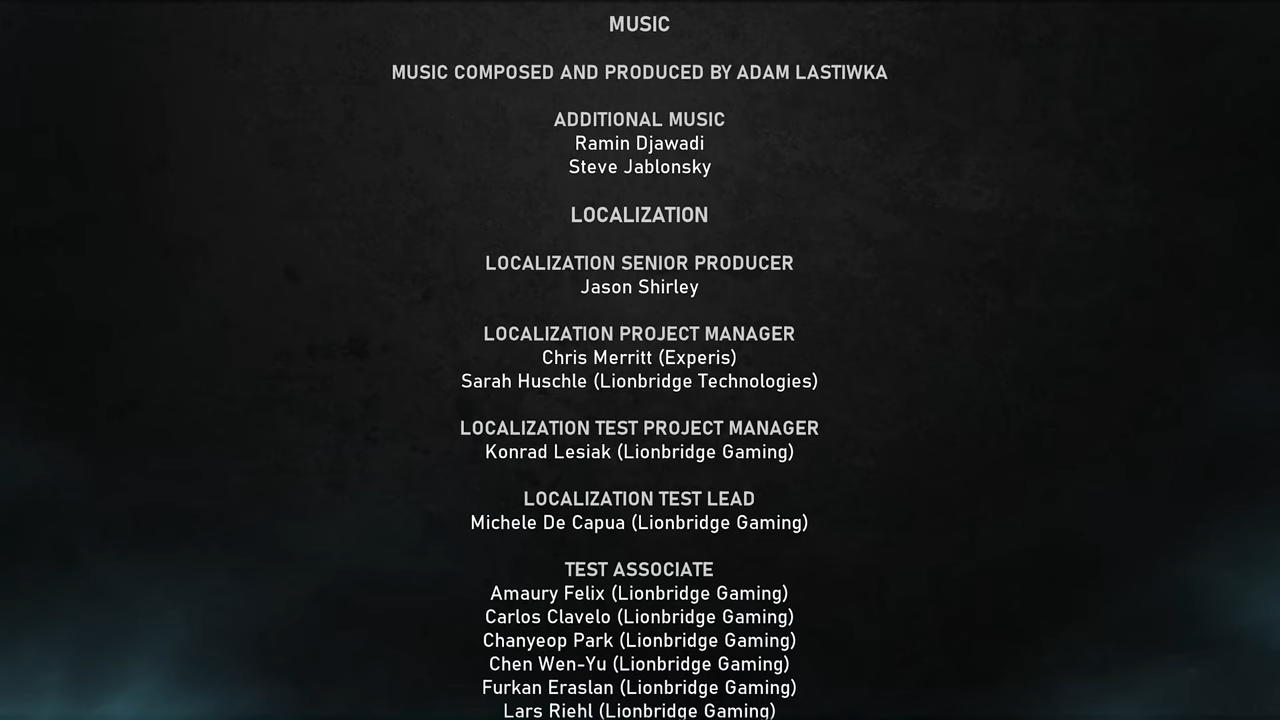 MUSIC
MUSIC COMPOSED AND PRODUCED BY ADAM LASTIWKA
ADDITIONAL MUSIC
Ramin Djawadi
Steve Jablonsky
LOCALIZATION
LOCALIZATION SENIOR PRODUCER
Jason Shirley
LOCALIZATION PROJECT MANAGER
Chris Merritt (Experis)
Sarah Huschle (Lionbridge Technologies)
LOCALIZATION TEST PROJECT MANAGER
Konrad Lesiak (Lionbridge Gaming)
LOCALIZATION TEST LEAD
Michele De Capua (Lionbridge Gaming)
TEST ASSOCIATE
Amaury Felix (Lionbridge Gaming)
Carlos Clavelo (Lionbridge Gaming)
Chanyeop Park (Lionbridge Gaming)
Chen Wen-Yu (Lionbridge Gaming)
Furkan Eraslan (Lionbridge Gaming)
Lars Riehl (Lionbridge Gaming)